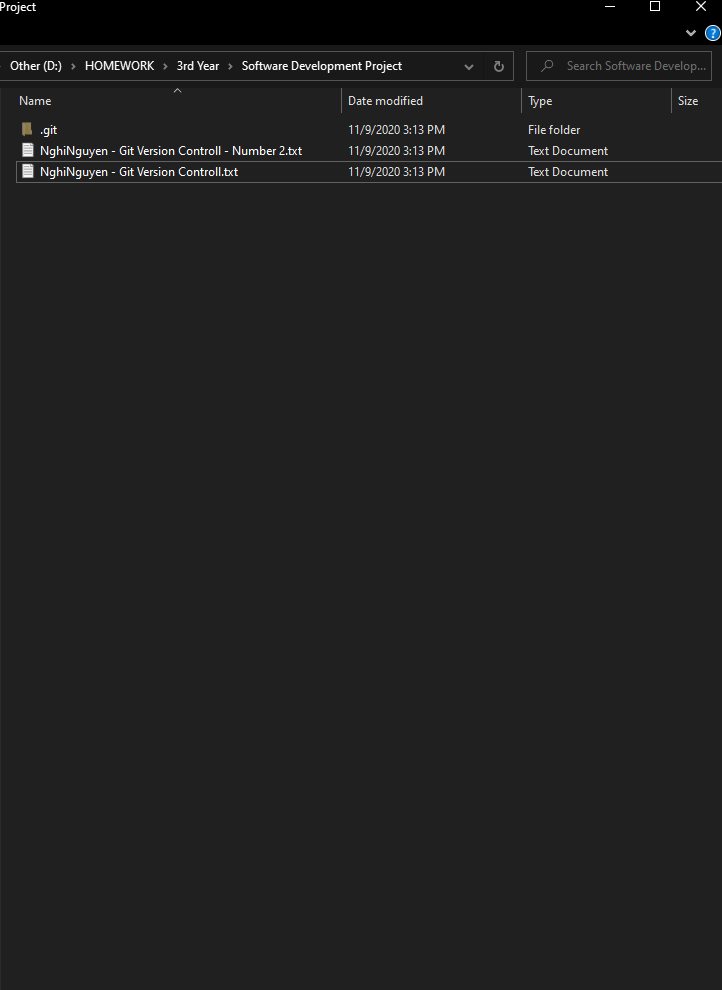 Project
?
Other (D:) > HOMEWORK > 3rd Year > Software Development Project
Search Software Develop...
Name Date modified Type Size
.git 11/9/2020 3:13 PM File folder
NghiNguyen - Git Version Controll - Number 2.txt 11/9/2020 3:13 PM Text Document
NghiNguyen - Git Version Controll.txt 11/9/2020 3:13 PM Text Document